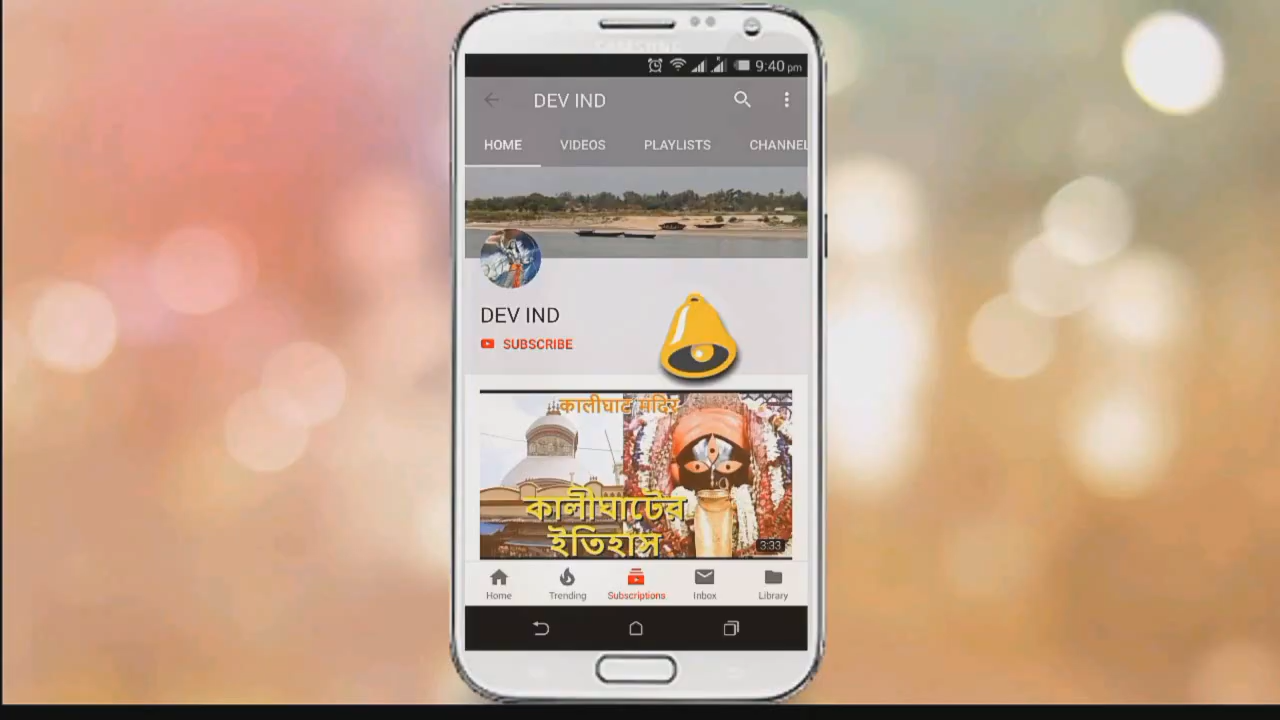 SAMSUNG
9:40 pm
DEV IND
HOME VIDEOS PLAYLISTS CHANNEL
DEV IND
SUBSCRIBE
कालीघाट मंदिर
কালীঘাটের
ইতিহাস
3:33
Home Trending Subscriptions Inbox Library